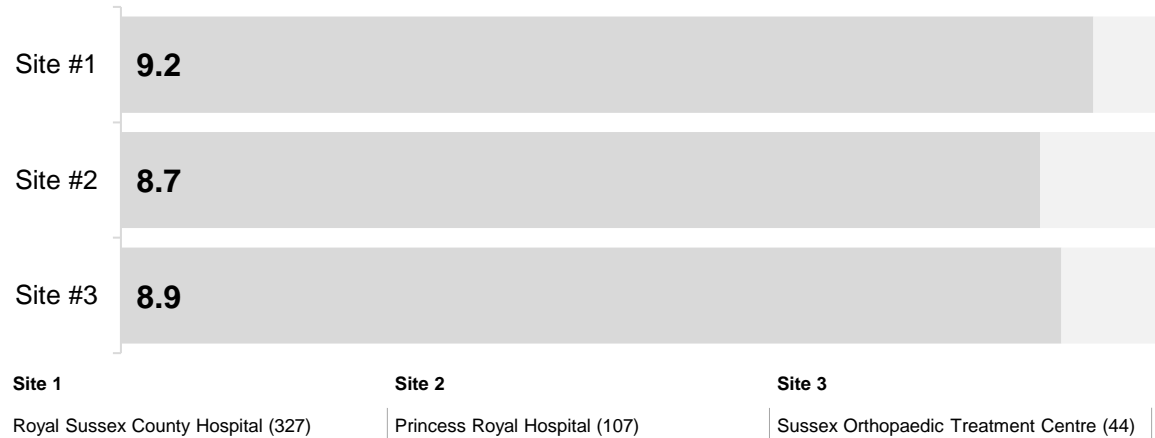 Site #1 9.2
Site #2 8.7
Site #3 8.9
Site 1 Site 2 Site 3
Royal Sussex County Hospital (327) Princess Royal Hospital (107) Sussex Orthopaedic Treatment Centre (44)